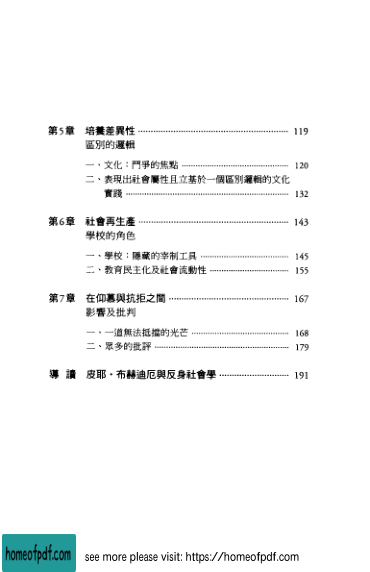 第5章 培養差異性 ⋯⋯⋯⋯⋯⋯ 119
區別的邏輯
一、文化：鬥爭的焦點 ⋯⋯⋯⋯⋯⋯ 120
二、表現出社會屬性且立基於一個區別邏輯的文化
實踐 ⋯⋯⋯⋯⋯⋯ 132
第6章 社會再生產 ⋯⋯⋯⋯⋯⋯ 143
學校的角色
一、學校：隱藏的宰制工具 ⋯⋯⋯⋯⋯⋯ 145
二、教育民主化及社會流動性 ⋯⋯⋯⋯⋯⋯ 155
第7章 在仰慕與抗拒之間 ⋯⋯⋯⋯⋯⋯ 167
影響及批判
一、一道無法抵擋的光芒 ⋯⋯⋯⋯⋯⋯ 168
二、眾多的批評 ⋯⋯⋯⋯⋯⋯ 179
導 讀 皮耶・布赫迪厄與反身社會學 ⋯⋯⋯⋯⋯⋯ 191
homeofpdf.com see more please visit: https://homeofpdf.com